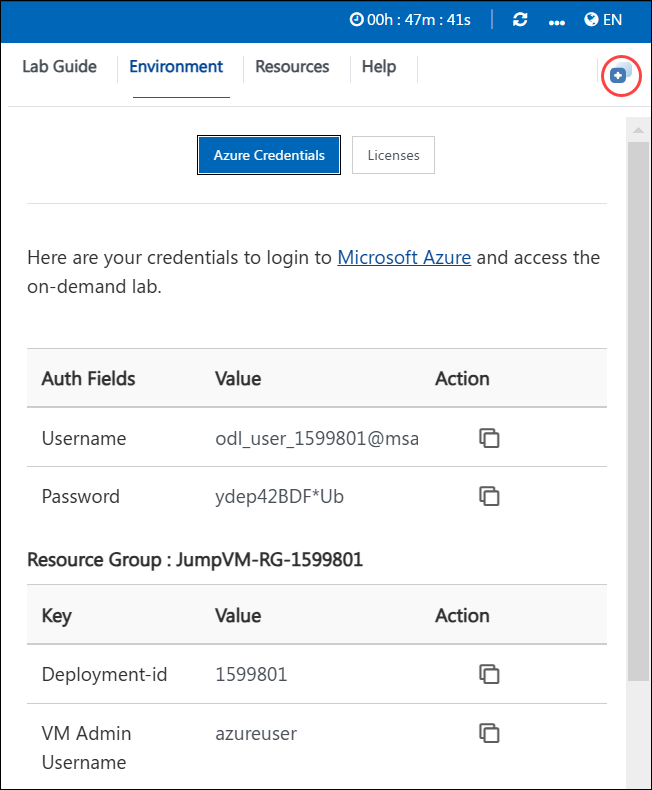 00h : 47m : 41s EN
Lab Guide Environment Resources Help
Azure Credentials Licenses
Here are your credentials to login to Microsoft Azure and access the
on-demand lab.
Auth Fields Value Action
Username odl_user_1599801@msa
Password ydep42BDF*Ub
Resource Group : JumpVM-RG-1599801
Key Value Action
Deployment-id 1599801
VM Admin azureuser
Username